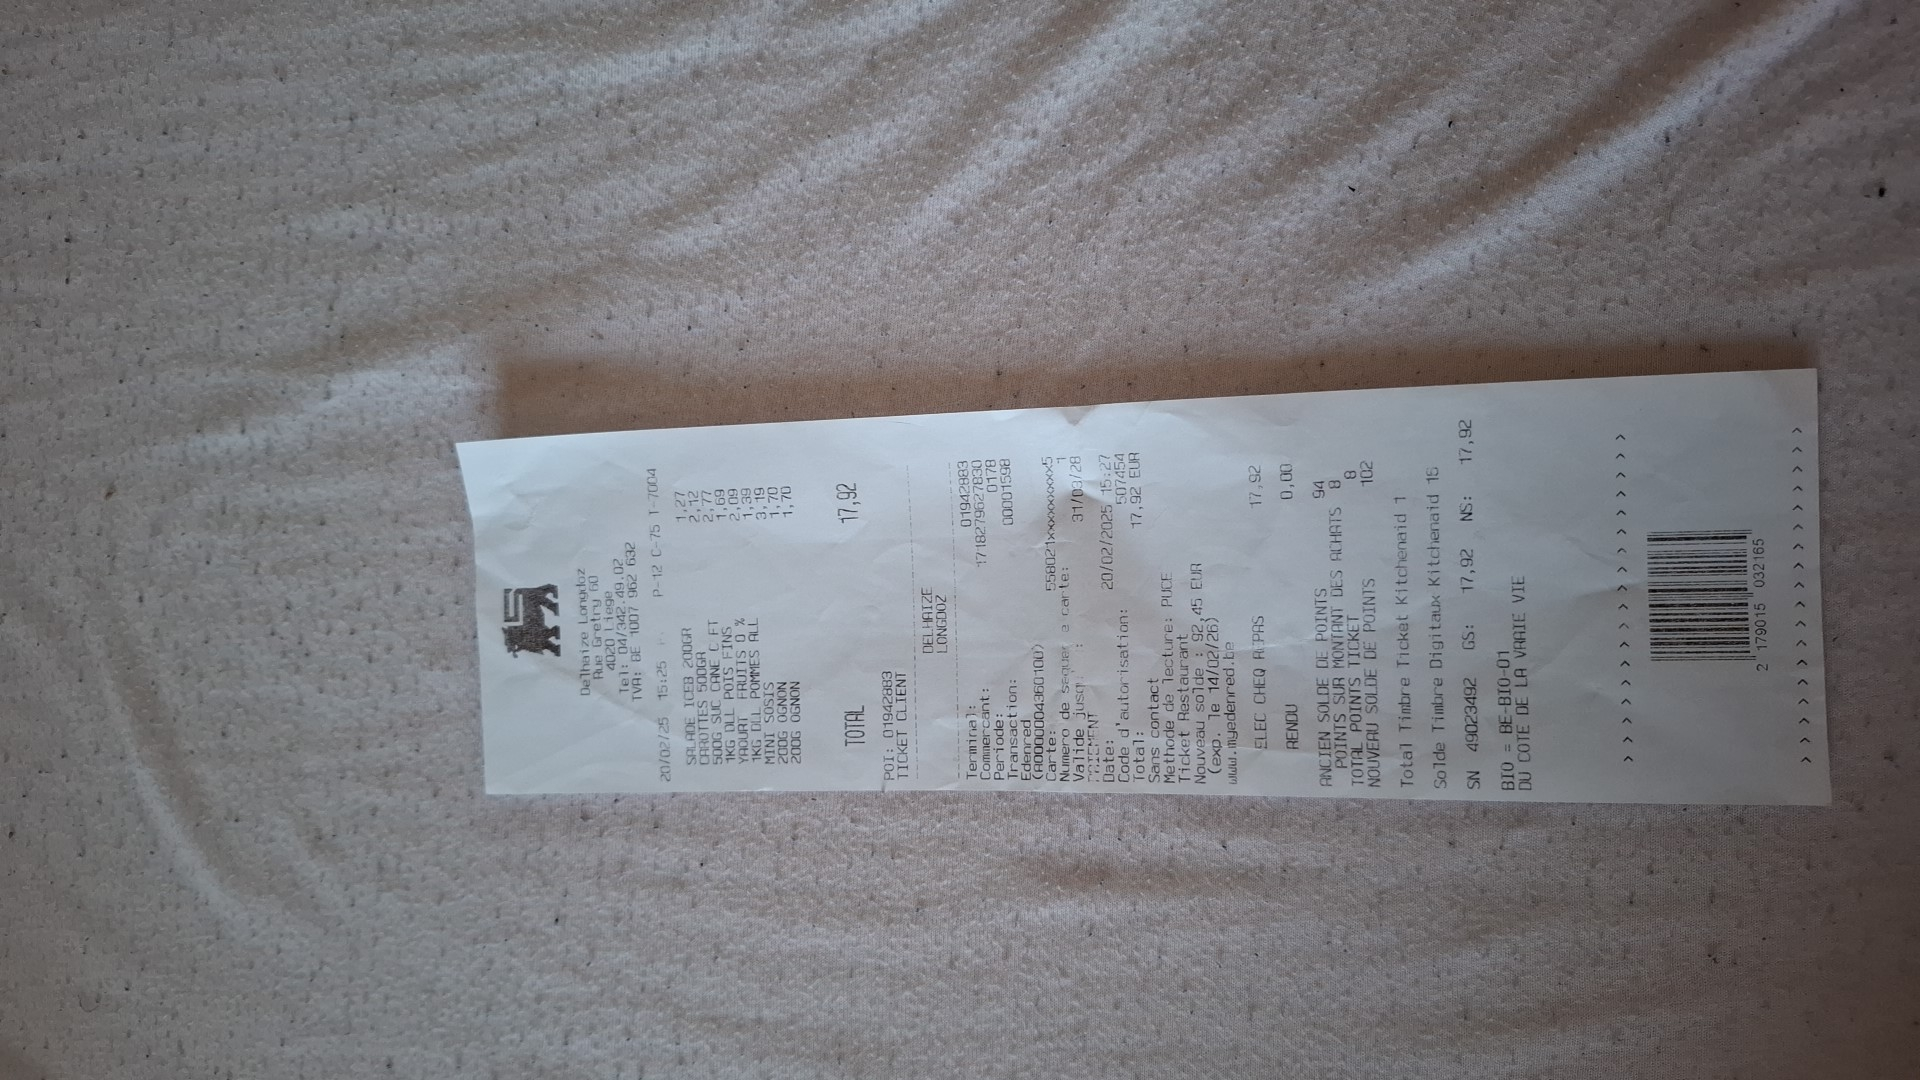 Delhaize Longdoz
Rue Gretry 60
4020 Liege
Tel: 04/342.49.02
TVA: BE 1007 962 632
20/02/25 15:25 P-12 C-75 T-7004
SALADE ICEB 200GR 1,27
CAROTTES 500GR 2,12
500G SUC CANE C FT 2,77
1KG DLL POIS FINS 1,69
YAOURT FRUITS 0 % 2,09
1KG DLL POMMES ALL 1,39
MINI SOSIS 3,19
200G OGNON 1,70
200G OGNON 1,70
TOTAL 17,92
POI: 01942883
TICKET CLIENT
DELHAIZE
LONGDOZ
Terminal: 01942883
Commercant: 1718279627830
Periode: 0178
Transaction: 00001598
Edenred
(A0000004360100)
Carte: 558021xxxxxxxxxxx5
Numero de carte: 1
Valide 31/03/28
PAIEMENT
Date: 20/02/2025 15:27
Code d'autorisation: 507454
Total: 17,92 EUR
Sans contact
Methode de lecture: PUCE
Ticket Restaurant
Nouveau solde : 92,45 EUR
(exp. le 14/02/26)
www.myedenred.be
ELEC CHEQ REPAS 17,92
RENDU 0,00
ANCIEN SOLDE DE POINTS 94
POINTS SUR MONTANT DES ACHATS 8
TOTAL POINTS TICKET 8
NOUVEAU SOLDE DE POINTS 102
Total Timbre Ticket Kitchenaid 1
Solde Timbre Digitaux Kitchenaid 16
SN 49023492 GS: 17,92 NS: 17,92
BIO = BE-BIO-01
DU COTE DE LA VRAIE VIE
> > > > > > > > > > > > > > > > > > > >
2 179015 032165
> > > > > > > > > > > > > > > > > > > >